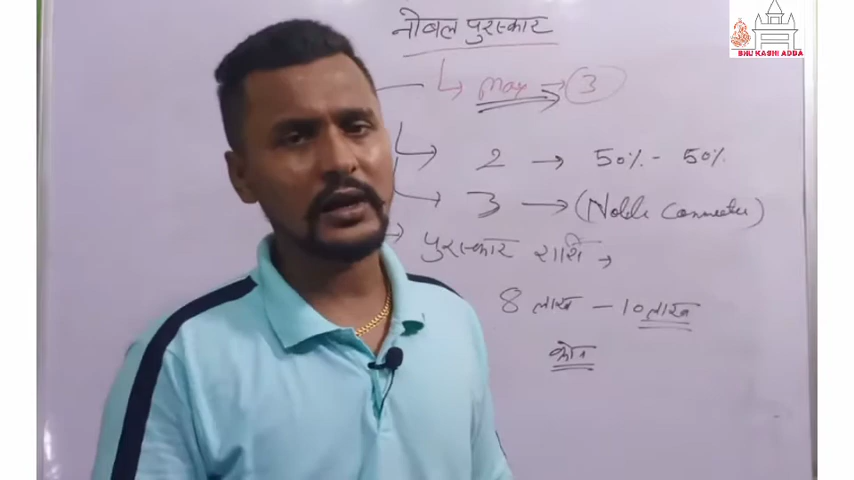 BHU KASHI ADDA
नोबल पुरस्कार
↳ max → 3
↳ 2 → 50% - 50%
↳ 3 → (Noble Committee)
→ पुरस्कार राशि →
8 लाख - 10 लाख